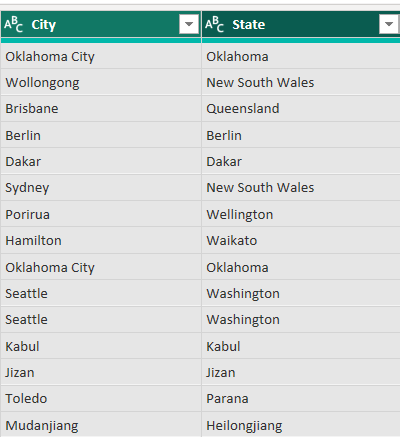 ABC City ABC State
Oklahoma City Oklahoma
Wollongong New South Wales
Brisbane Queensland
Berlin Berlin
Dakar Dakar
Sydney New South Wales
Porirua Wellington
Hamilton Waikato
Oklahoma City Oklahoma
Seattle Washington
Seattle Washington
Kabul Kabul
Jizan Jizan
Toledo Parana
Mudanjiang Heilongjiang